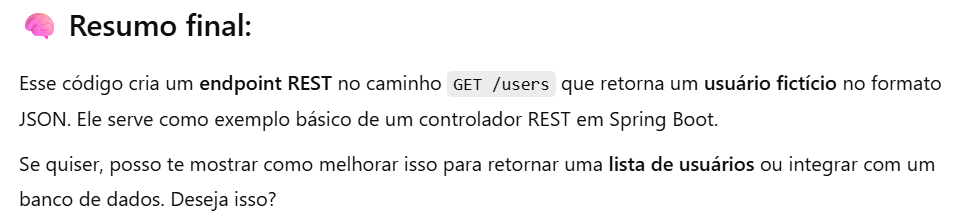 🧠 Resumo final:
Esse código cria um endpoint REST no caminho GET /users que retorna um usuário fictício no formato
JSON. Ele serve como exemplo básico de um controlador REST em Spring Boot.
Se quiser, posso te mostrar como melhorar isso para retornar uma lista de usuários ou integrar com um
banco de dados. Deseja isso?